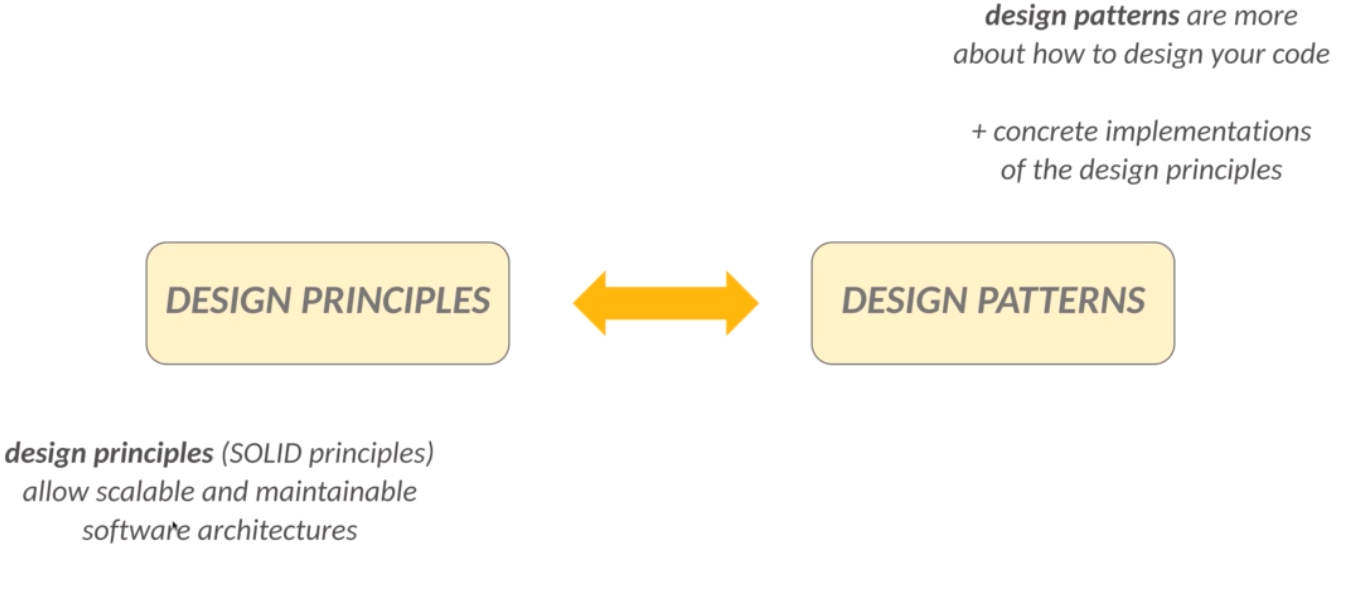 design patterns are more
about how to design your code
+ concrete implementations
of the design principles
DESIGN PRINCIPLES
DESIGN PATTERNS
design principles (SOLID principles)
allow scalable and maintainable
software architectures